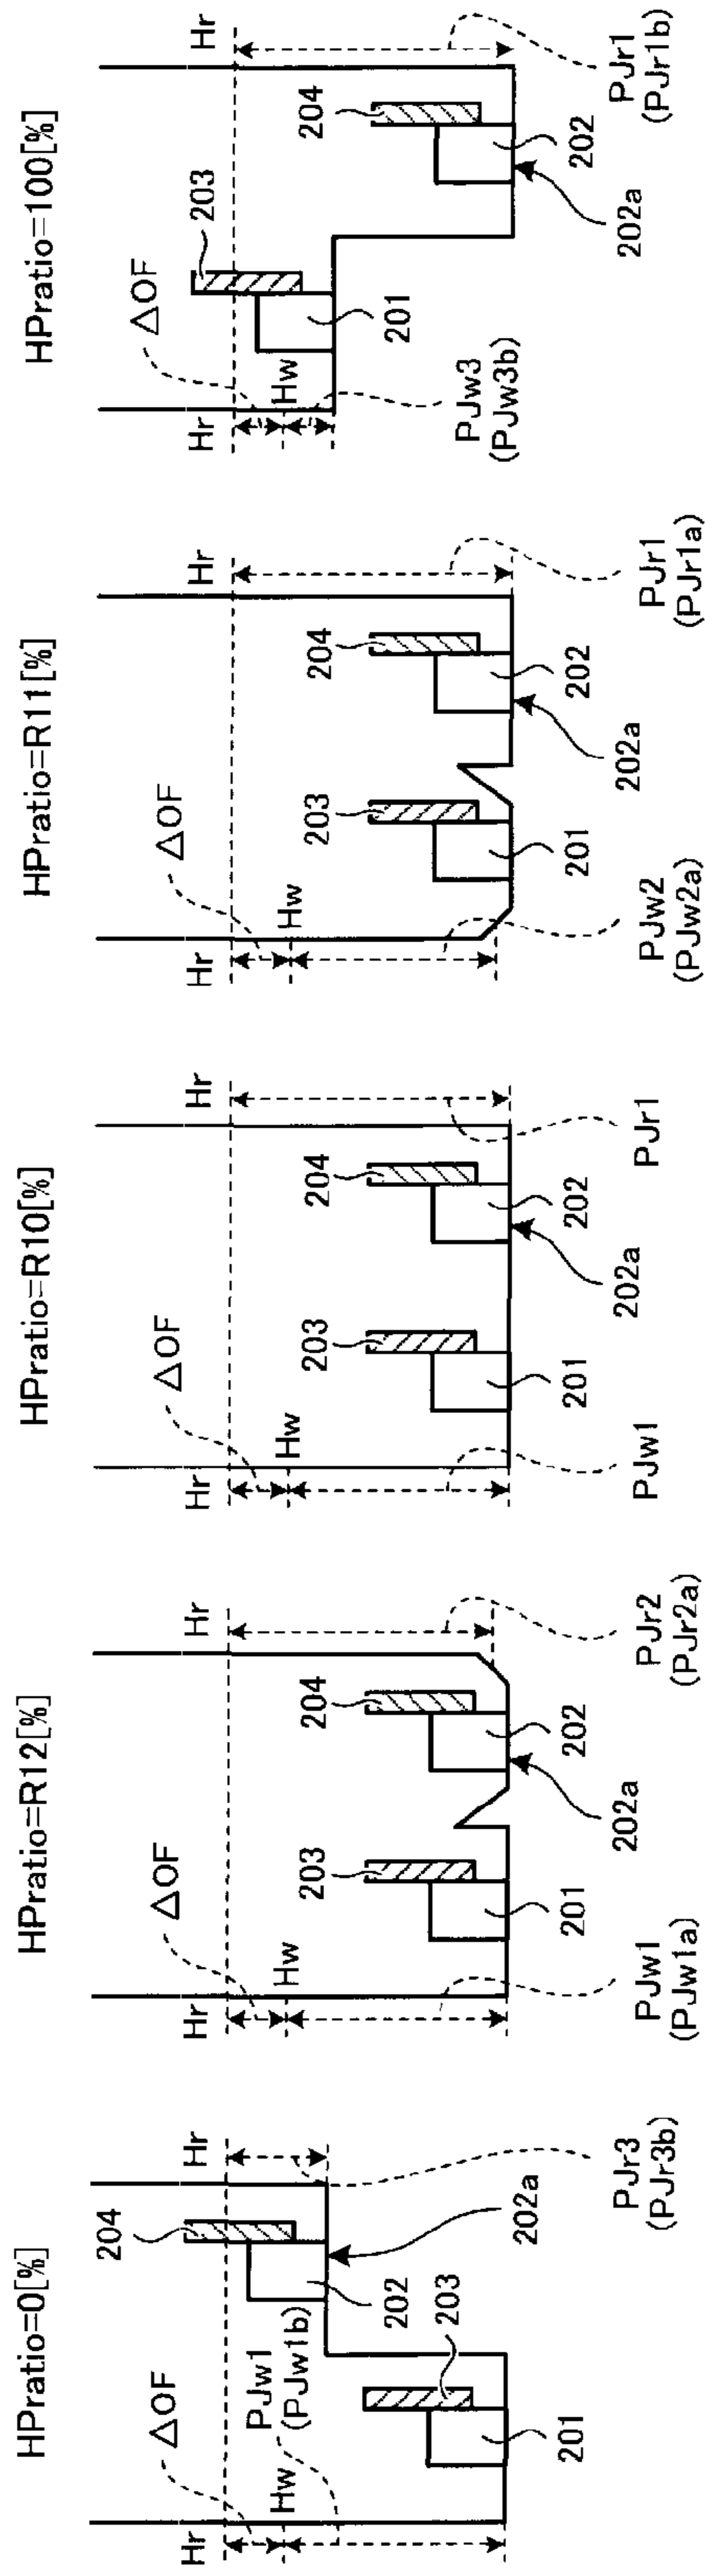 HPratio=0[%]
Hr
ΔOF
204
Hr
Hw
PJw1
(PJw1b)
202
202a
203
201
PJr3
(PJr3b)
HPratio=R12[%]
Hr
ΔOF
Hr
Hw
203
204
201
202
202a
PJw1
(PJw1a)
PJr2
(PJr2a)
HPratio=R10[%]
Hr
ΔOF
Hr
Hw
203
204
201
202
202a
PJw1
PJr1
HPratio=R11[%]
Hr
ΔOF
Hr
Hw
203
204
201
202
202a
PJw2
(PJw2a)
PJr1
(PJr1a)
HPratio=100[%]
Hr
ΔOF
203
Hr
Hw
204
201
202
202a
PJw3
(PJw3b)
PJr1
(PJr1b)